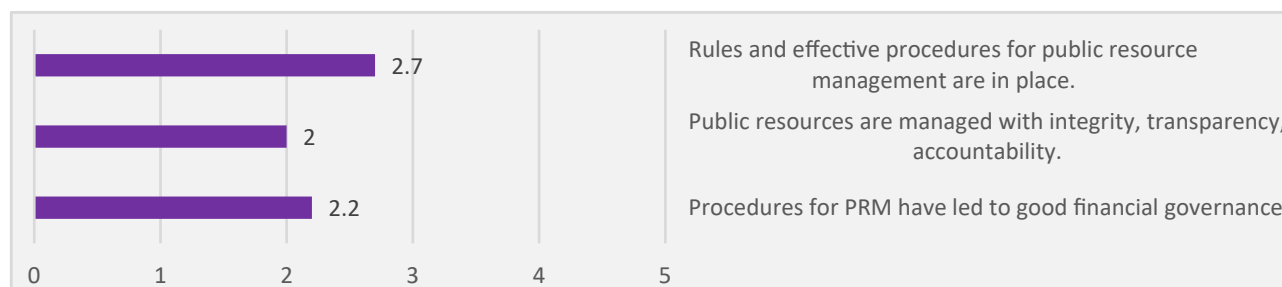 2.7
Rules and effective procedures for public resource
management are in place.
2
Public resources are managed with integrity, transparency,
accountability.
2.2
Procedures for PRM have led to good financial governance
0 1 2 3 4 5